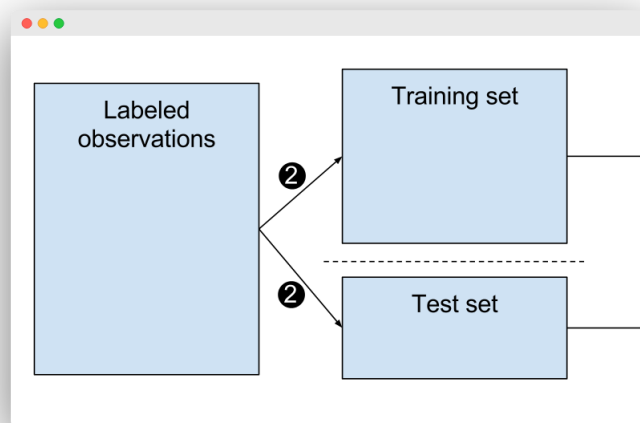 Labeled
observations
Training set
2
2
Test set